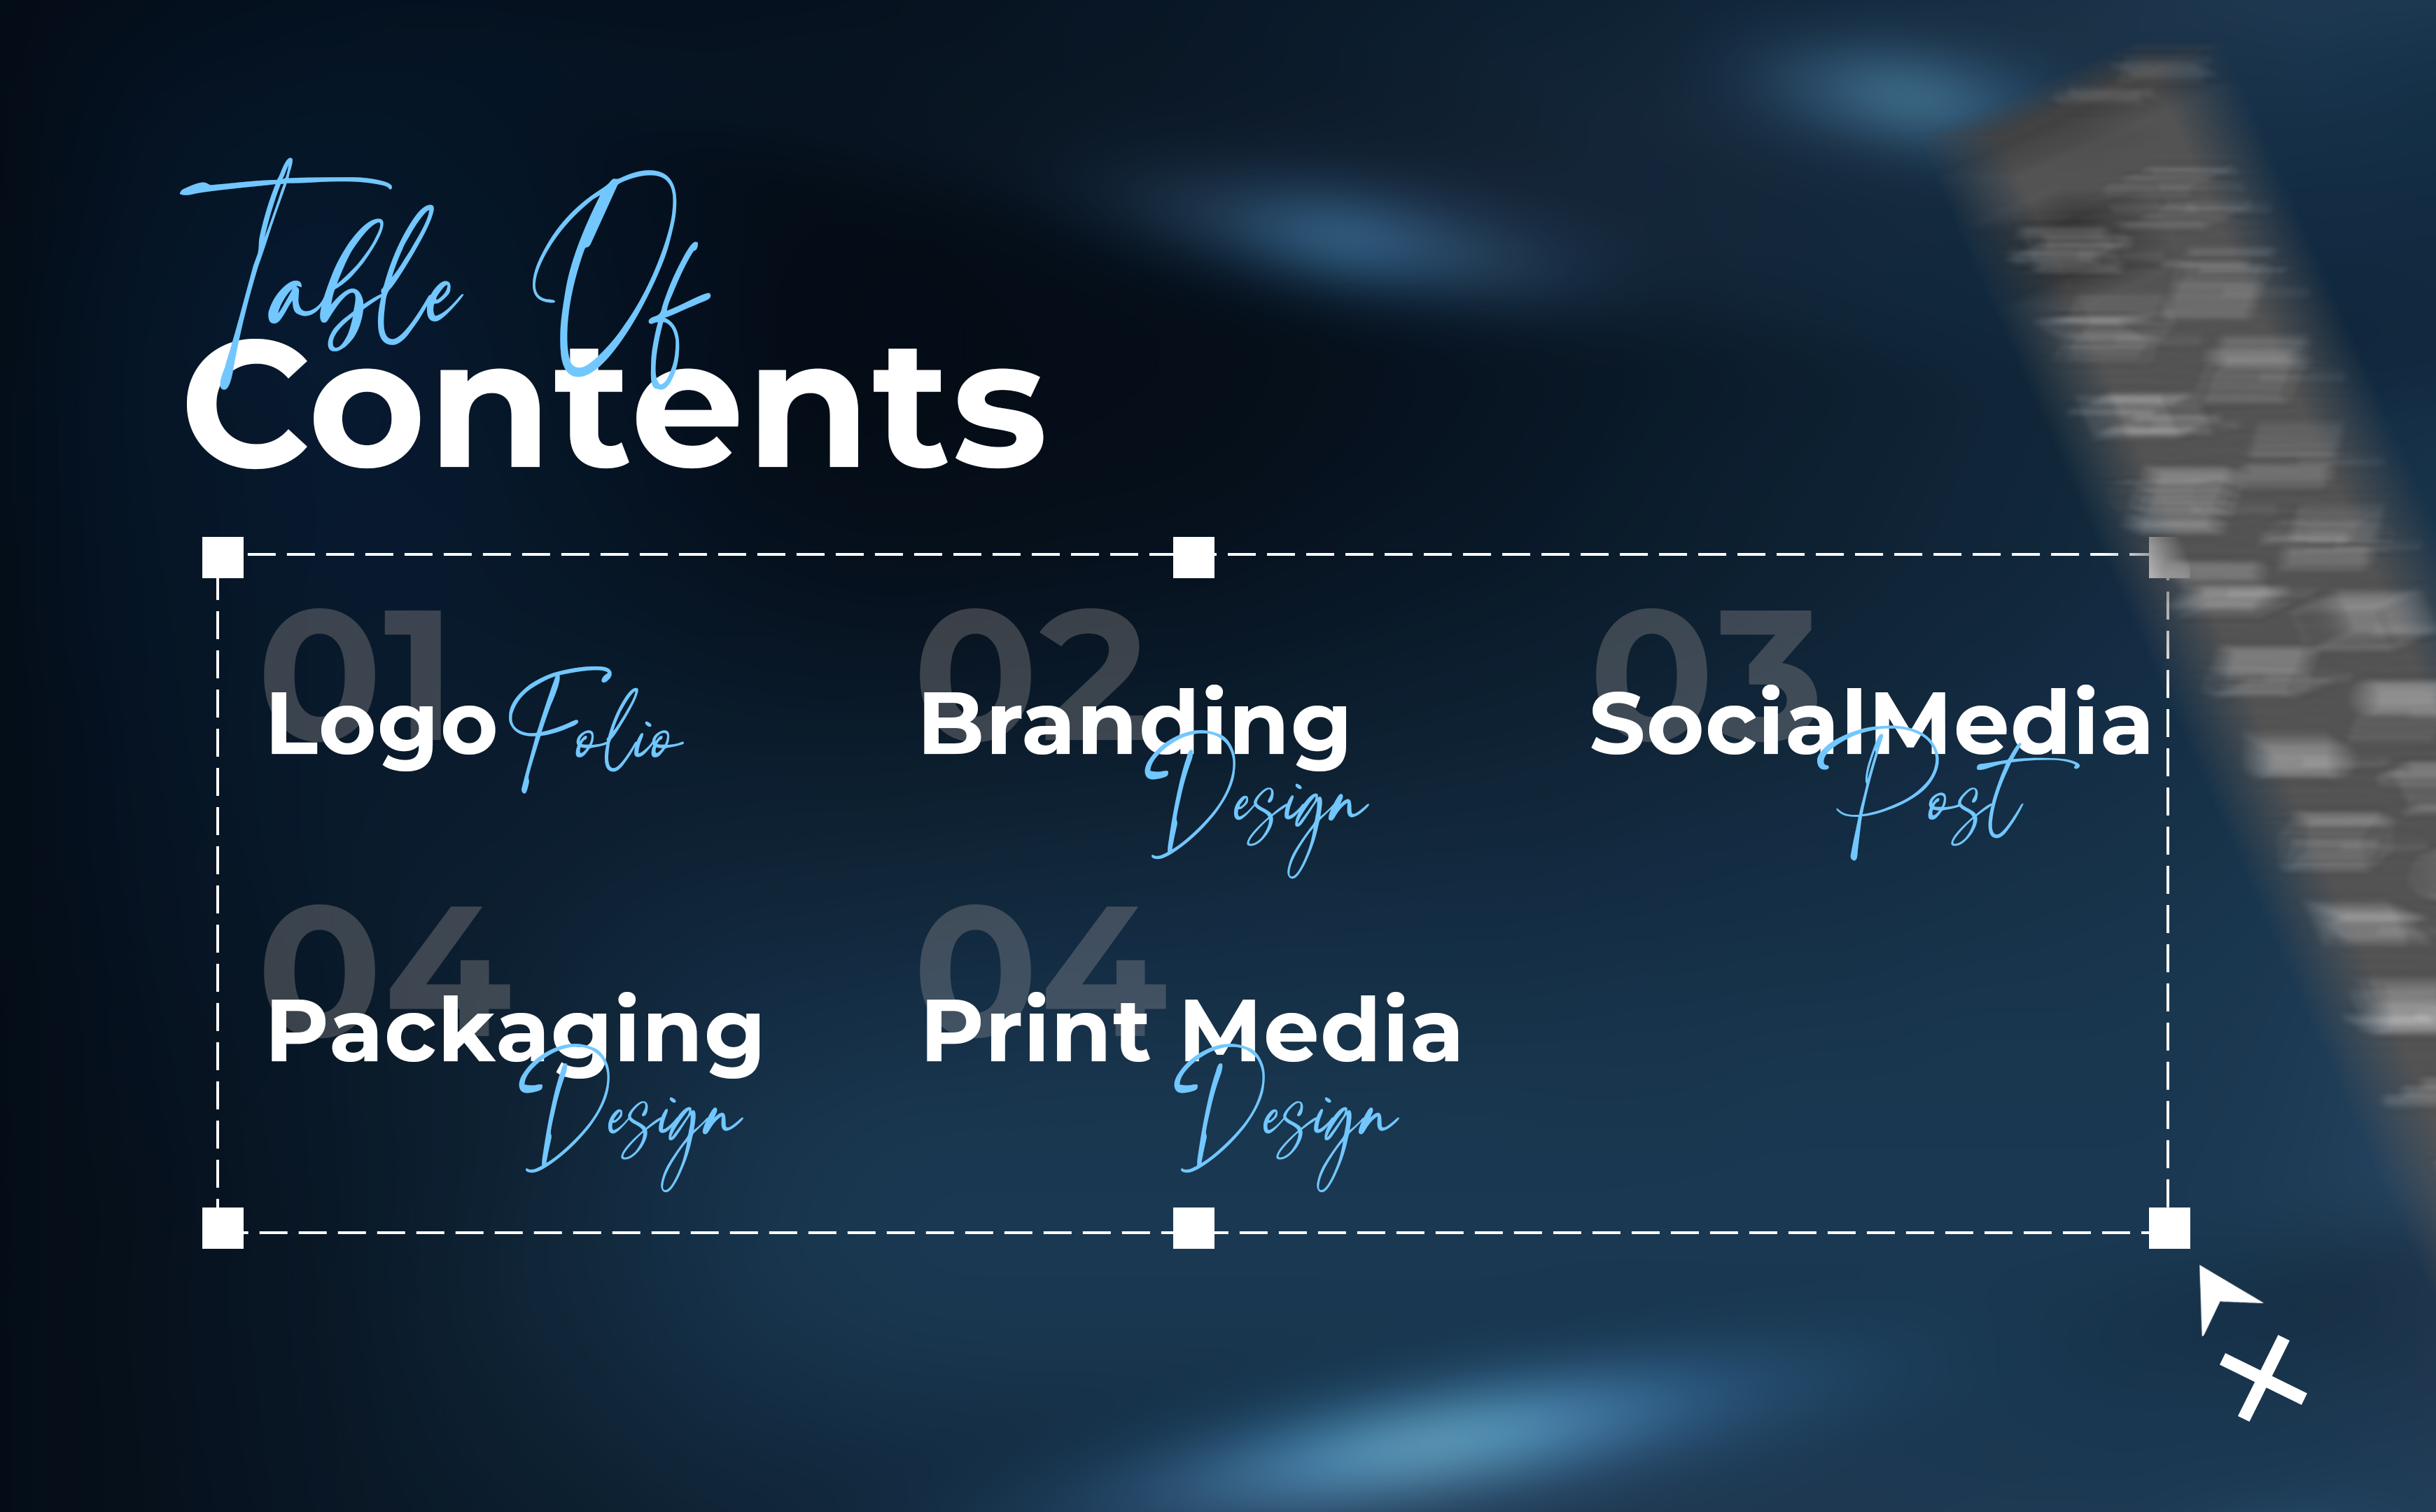 Table Of
Contents
01
Logo Folio
02
Branding
Design
03
SocialMedia
Post
04
Packaging
Design
04
Print Media
Design